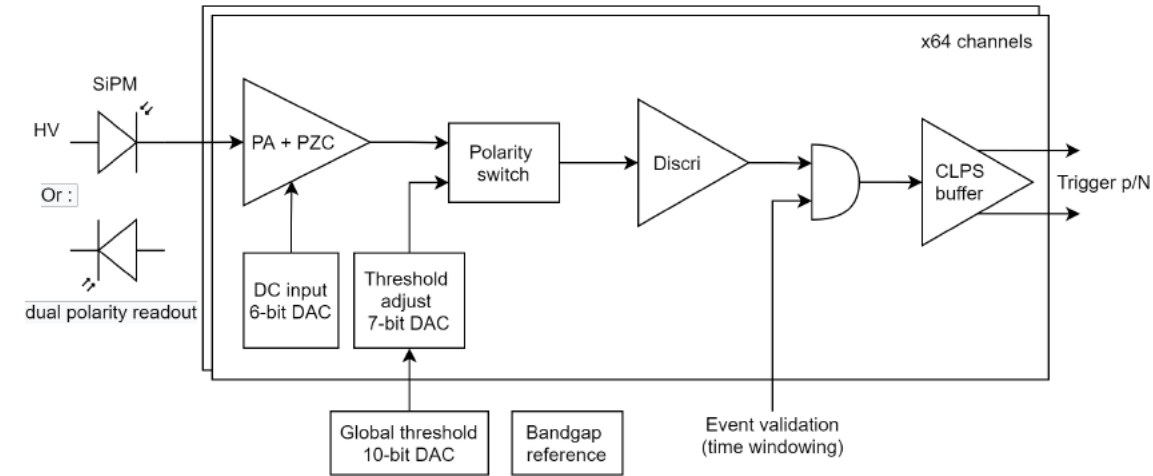 x64 channels
SiPM
HV
Or :
dual polarity readout
PA + PZC
DC input
6-bit DAC
Threshold
adjust
7-bit DAC
Polarity
switch
Discri
CLPS
buffer
Trigger p/N
Global threshold
10-bit DAC
Bandgap
reference
Event validation
(time windowing)